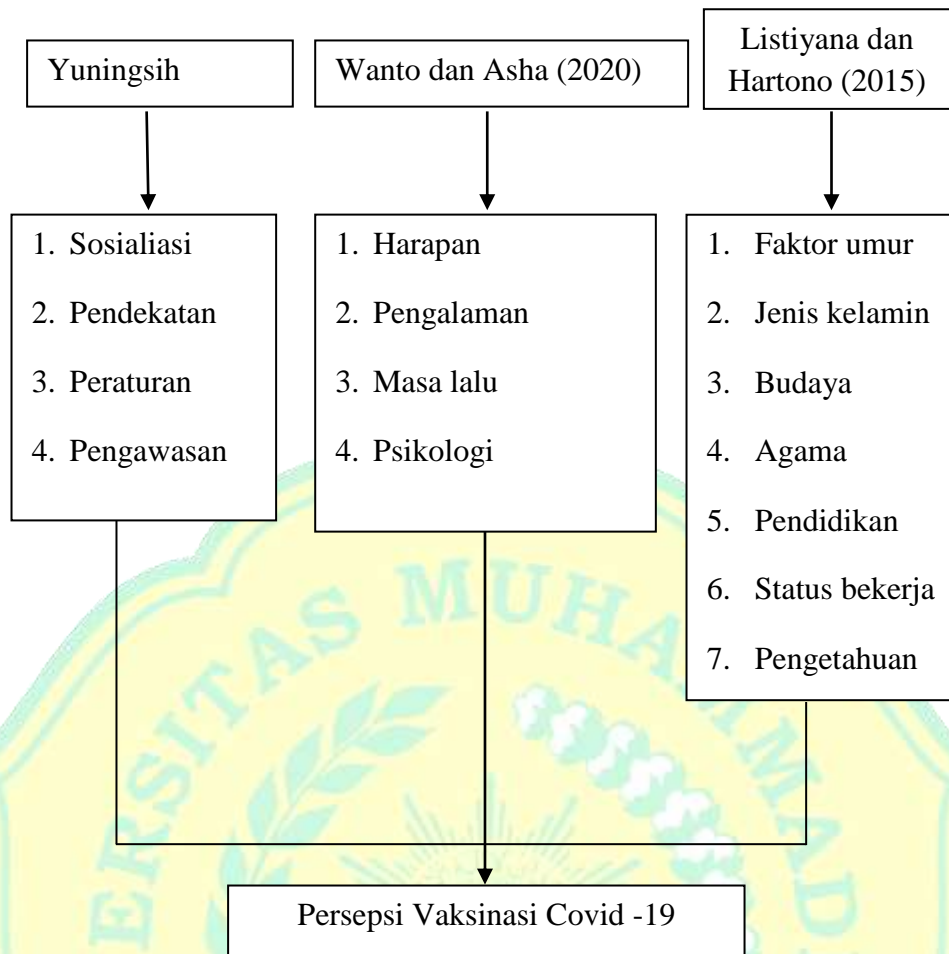 Yuningsih
Wanto dan Asha (2020)
Listiyana dan
Hartono (2015)
1. Sosialiasi
2. Pendekatan
3. Peraturan
4. Pengawasan
1. Harapan
2. Pengalaman
3. Masa lalu
4. Psikologi
1. Faktor umur
2. Jenis kelamin
3. Budaya
4. Agama
5. Pendidikan
6. Status bekerja
7. Pengetahuan
ERSITAS MUHAMMAD
Persepsi Vaksinasi Covid -19